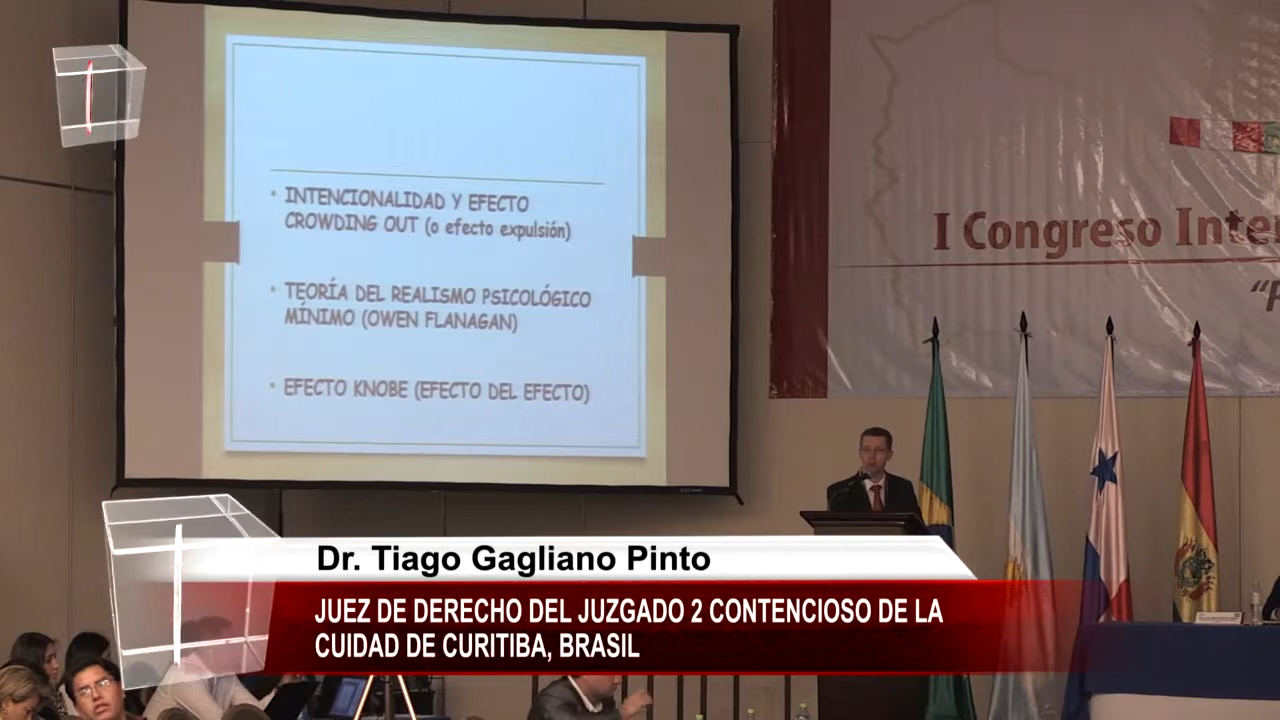 • INTENCIONALIDAD Y EFECTO
CROWDING OUT (o efecto expulsión)
• TEORÍA DEL REALISMO PSICOLÓGICO
MÍNIMO (OWEN FLANAGAN)
• EFECTO KNOBE (EFECTO DEL EFECTO)
I Congreso Inte
Dr. Tiago Gagliano Pinto
JUEZ DE DERECHO DEL JUZGADO 2 CONTENCIOSO DE LA
CUIDAD DE CURITIBA, BRASIL